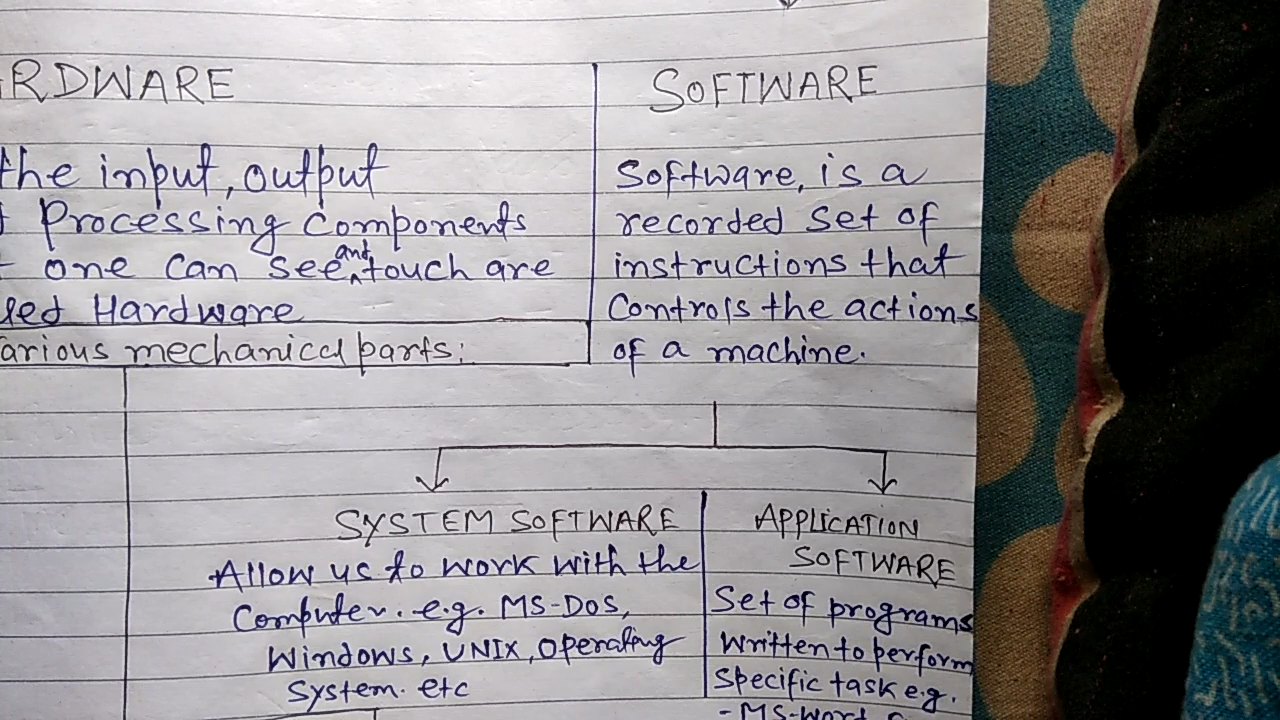 RDWARE
the input, output
Processing Components
one can see and touch are
led Hardware
arious mechanical parts:
SOFTWARE
Software, is a
recorded set of
instructions that
Controls the actions
of a machine.
SYSTEM SOFTWARE
Allow us to work with the
Computer. e.g. MS-DOS,
Windows, UNIX, Operating
System. etc
APPLICATION
SOFTWARE
Set of programs
Written to perform
Specific task e.g.
- MS-Word